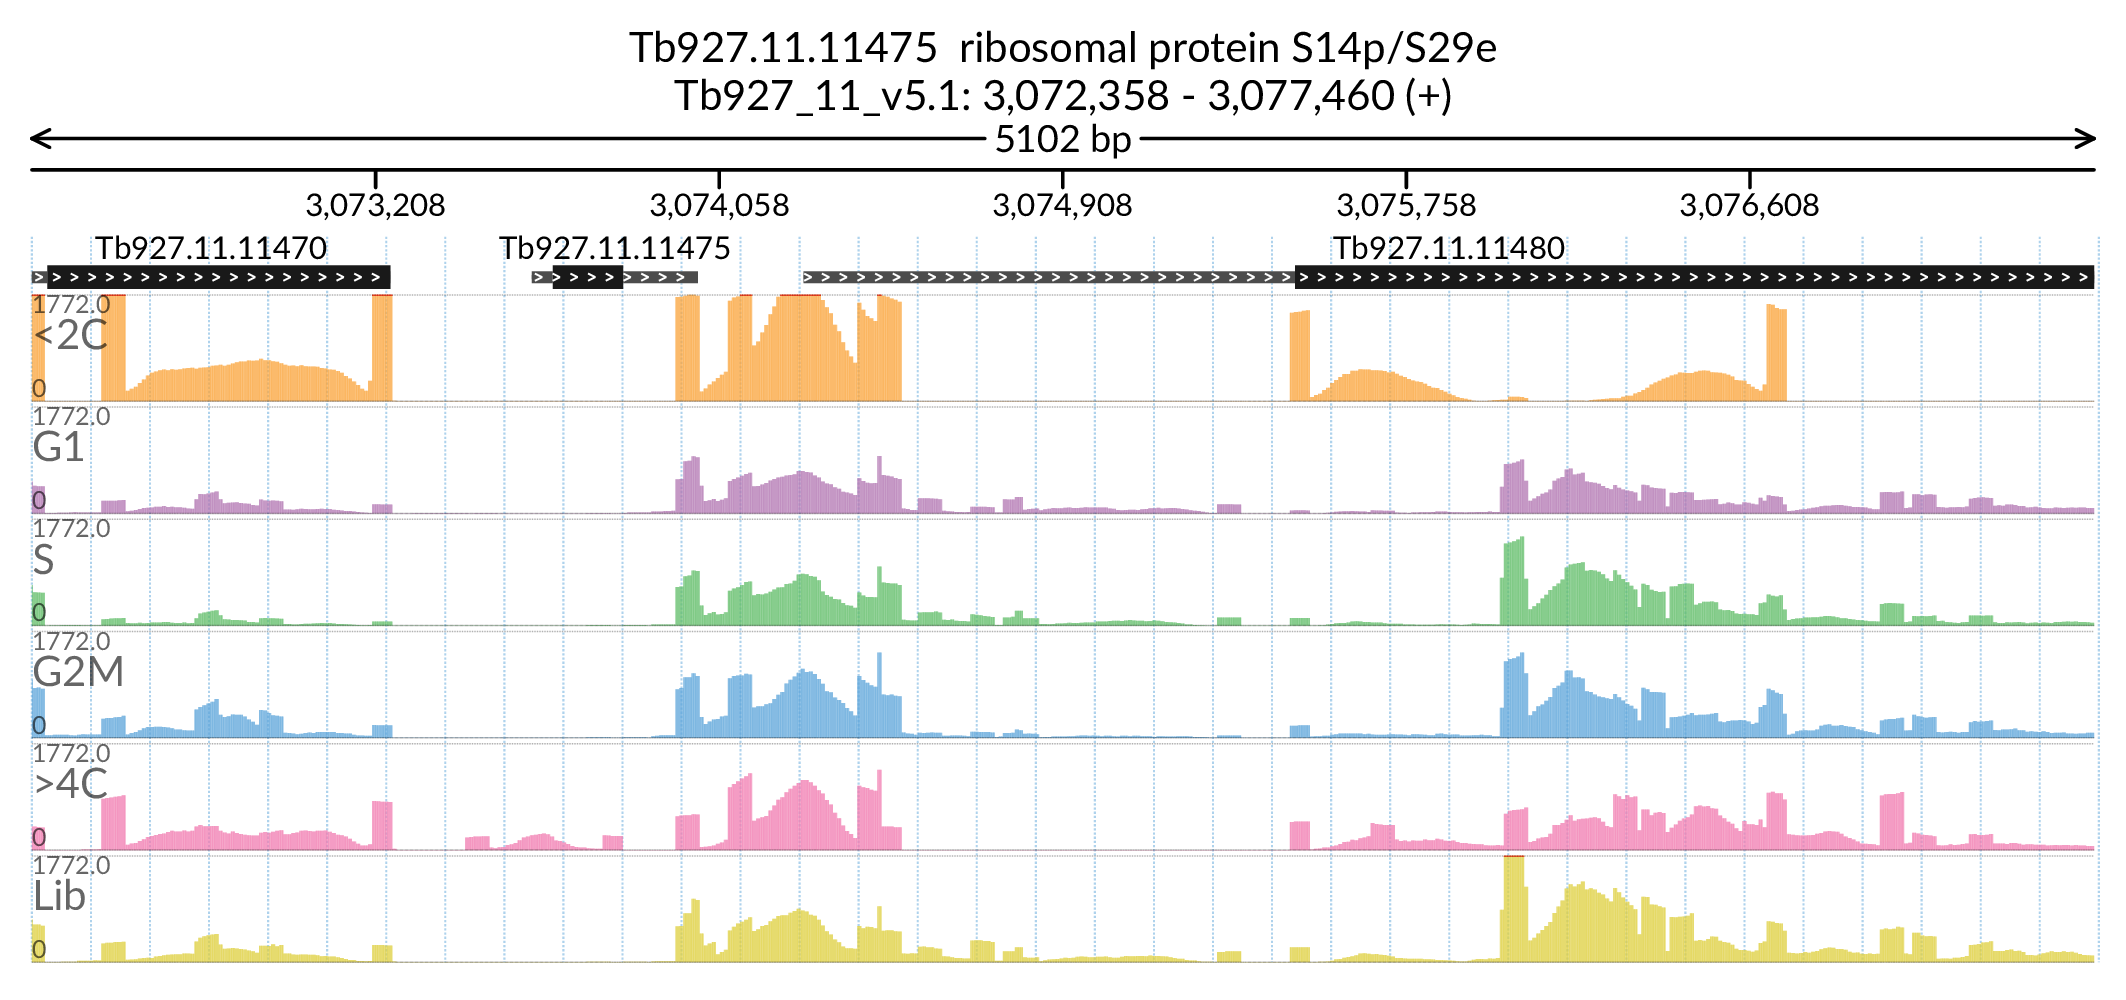 Tb927.11.11475  ribosomal protein S14p/S29e
Tb927_11_v5.1: 3,072,358 - 3,077,460 (+)
5102 bp
3,073,208 3,074,058 3,074,908 3,075,758 3,076,608
Tb927.11.11470 Tb927.11.11475 Tb927.11.11480
1772.0
<2C
0
1772.0
G1
0
1772.0
S
0
1772.0
G2M
0
1772.0
>4C
0
1772.0
Lib
0